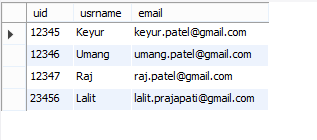 uid usrname email
12345 Keyur keyur.patel@gmail.com
12346 Umang umang.patel@gmail.com
12347 Raj raj.patel@gmail.com
23456 Lalit lalit.prajapati@gmail.com